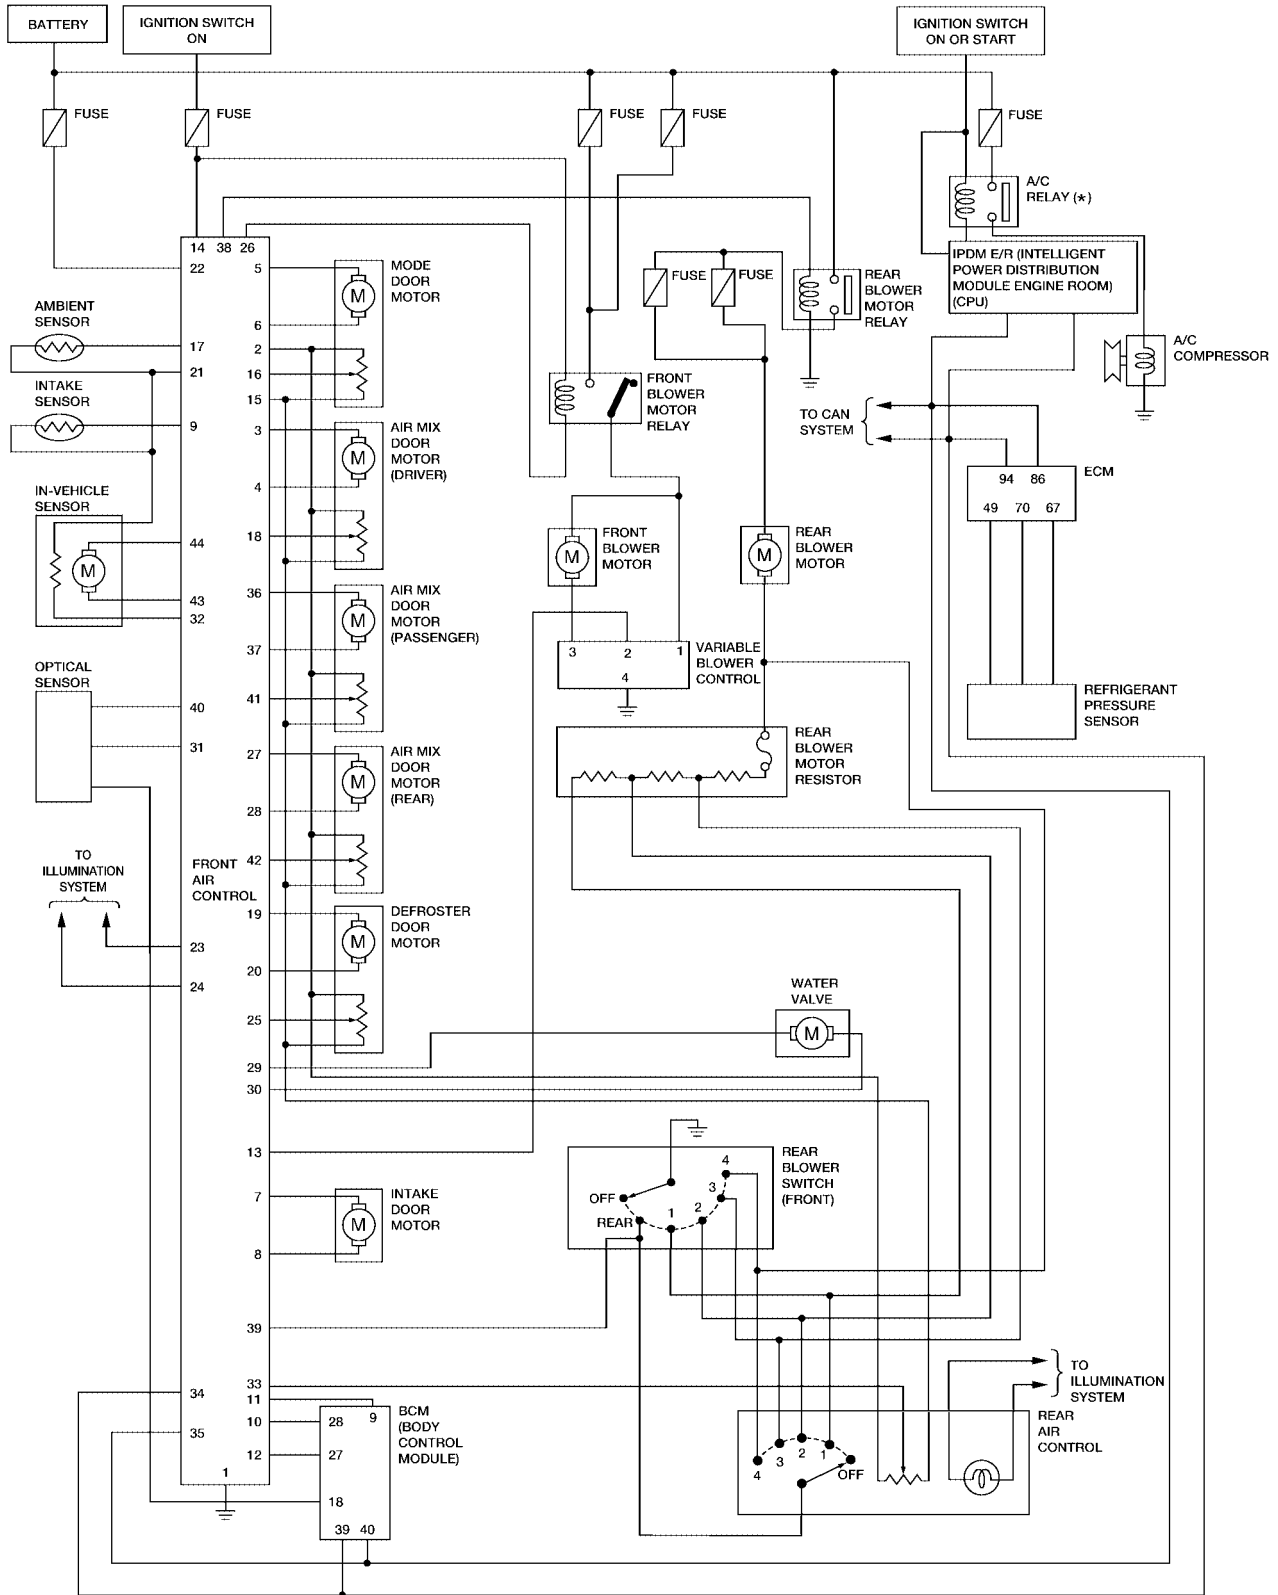 BATTERY
IGNITION SWITCH
ON
IGNITION SWITCH
ON OR START
FUSE
FUSE
FUSE
FUSE
FUSE
A/C
RELAY (*)
14 38 26
22
5
MODE
DOOR
MOTOR
M
6
FUSE
FUSE
REAR
BLOWER
MOTOR
RELAY
IPDM E/R (INTELLIGENT
POWER DISTRIBUTION
MODULE ENGINE ROOM)
(CPU)
A/C
COMPRESSOR
AMBIENT
SENSOR
17
21
2
16
15
INTAKE
SENSOR
9
FRONT
BLOWER
MOTOR
RELAY
TO CAN
SYSTEM
3
AIR MIX
DOOR
MOTOR
(DRIVER)
M
4
18
94 86
ECM
49 70 67
IN-VEHICLE
SENSOR
M
44
43
32
FRONT
BLOWER
MOTOR
M
REAR
BLOWER
MOTOR
M
36
AIR MIX
DOOR
MOTOR
(PASSENGER)
M
37
41
3 2 1
4
VARIABLE
BLOWER
CONTROL
OPTICAL
SENSOR
40
31
REFRIGERANT
PRESSURE
SENSOR
REAR
BLOWER
MOTOR
RESISTOR
27
AIR MIX
DOOR
MOTOR
(REAR)
M
28
42
TO
ILLUMINATION
SYSTEM
FRONT
AIR
CONTROL
19
DEFROSTER
DOOR
MOTOR
M
20
25
23
24
WATER
VALVE
M
29
30
13
REAR
BLOWER
SWITCH
(FRONT)
4
3
2
1
OFF
REAR
7
INTAKE
DOOR
MOTOR
M
8
39
33
34
11
10
35
12
1
BCM
(BODY
CONTROL
MODULE)
9
28
27
18
39 40
TO
ILLUMINATION
SYSTEM
REAR
AIR
CONTROL
4
3
2
1
OFF